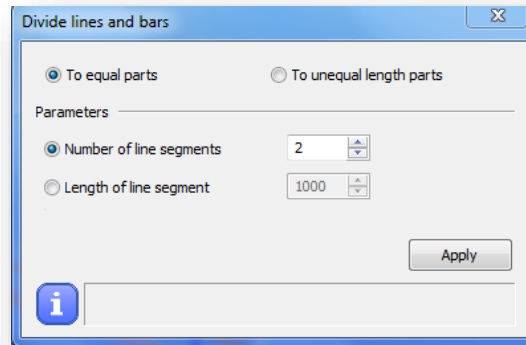 Divide lines and bars
To equal parts To unequal length parts
Parameters
Number of line segments 2
Length of line segment 1000
Apply